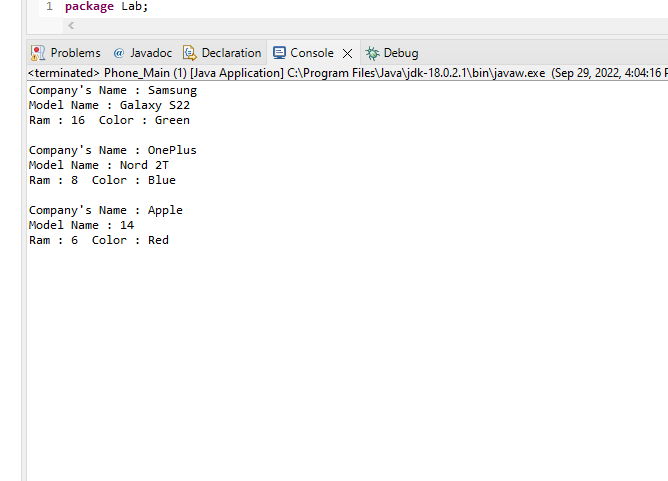 1 package Lab;
Problems @ Javadoc Declaration Console Debug
<terminated> Phone_Main (1) [Java Application] C:\Program Files\Java\jdk-18.0.2.1\bin\javaw.exe (Sep 29, 2022, 4:04:16 P
Company's Name : Samsung
Model Name : Galaxy S22
Ram : 16  Color : Green
Company's Name : OnePlus
Model Name : Nord 2T
Ram : 8  Color : Blue
Company's Name : Apple
Model Name : 14
Ram : 6  Color : Red